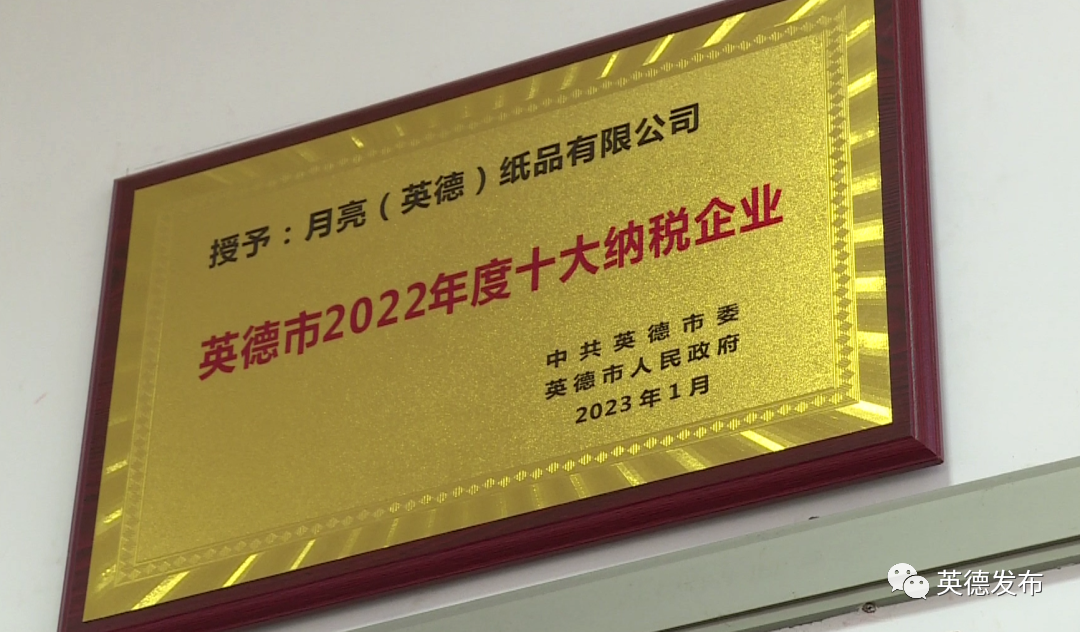 授予：月亮（英德）纸品有限公司
英德市2022年度十大纳税企业
中共英德市委
英德市人民政府
2023年1月
英德发布